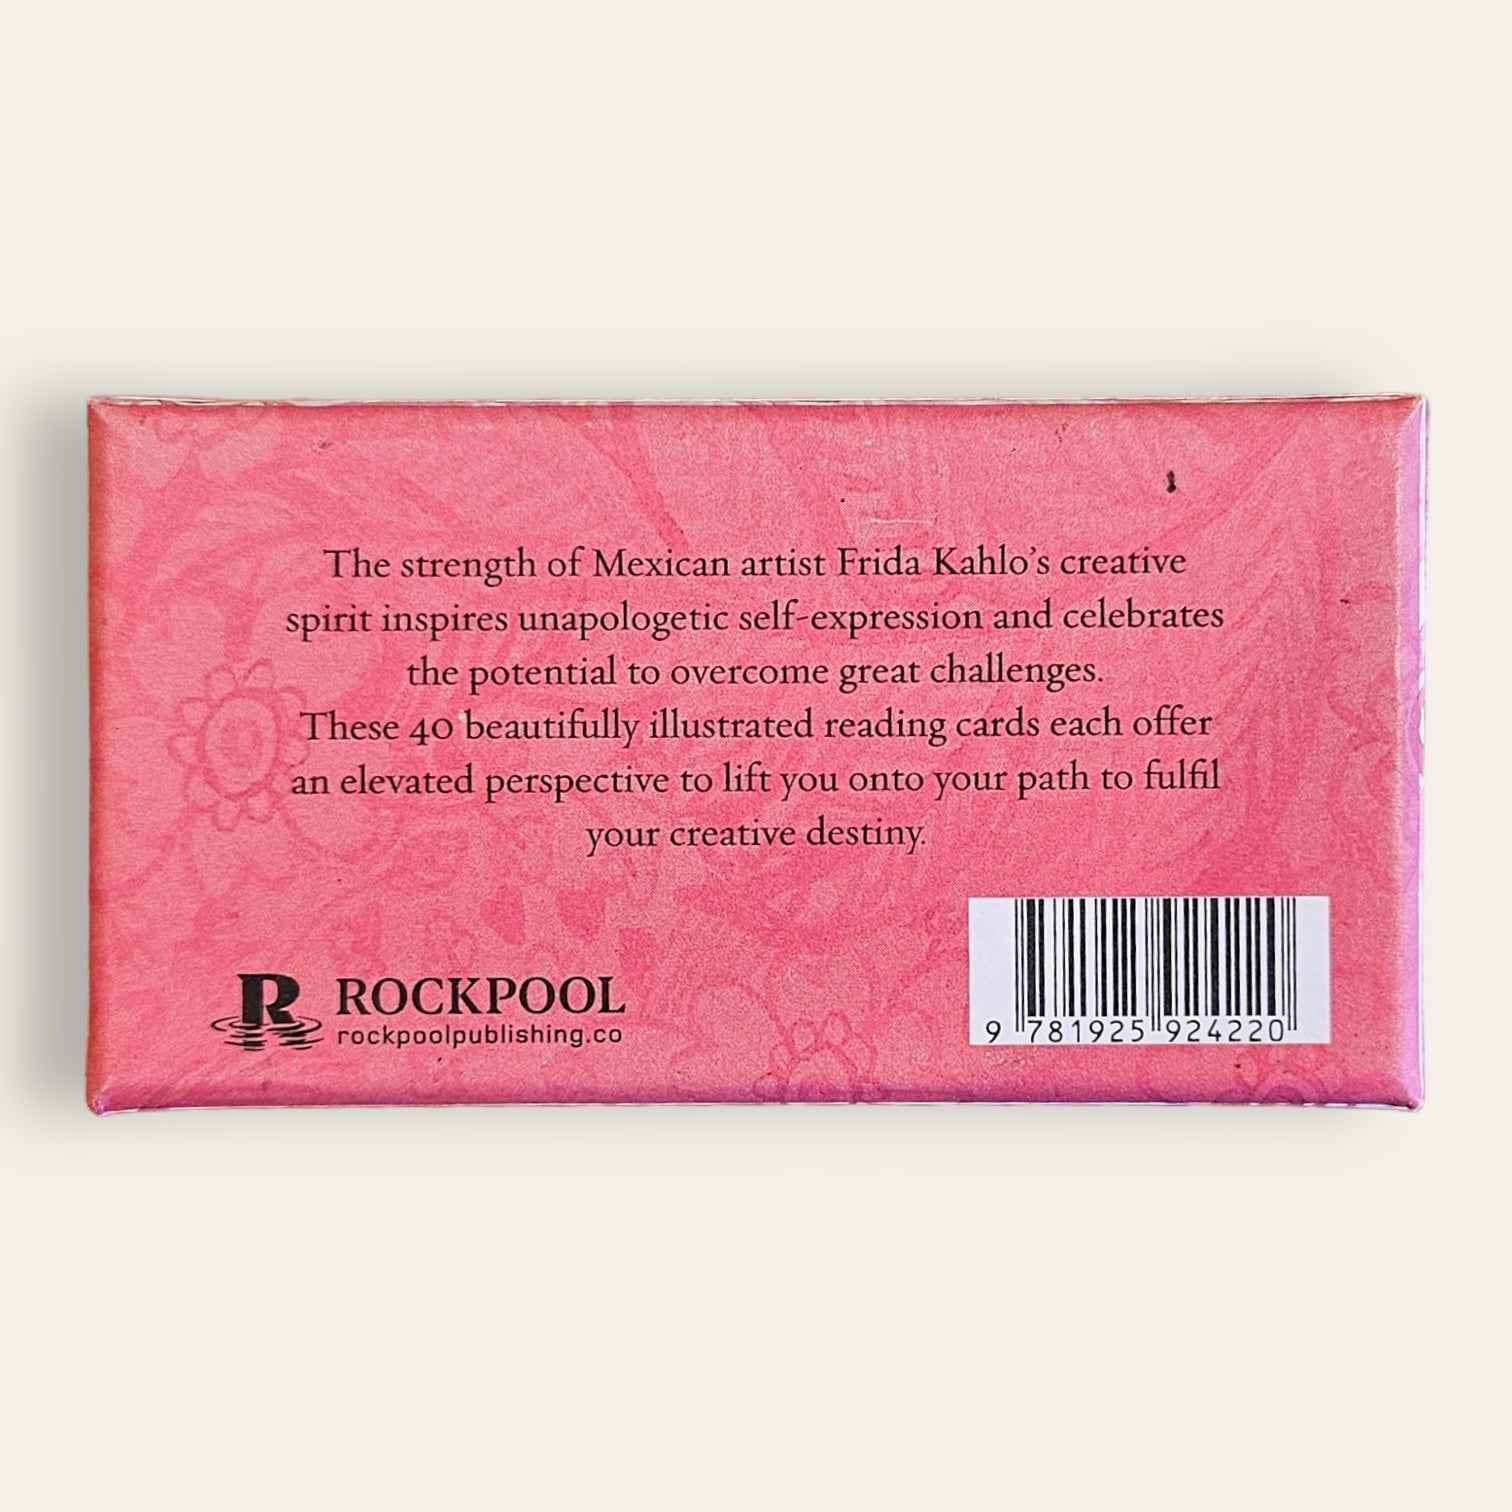 The strength of Mexican artist Frida Kahlo's creative
spirit inspires unapologetic self-expression and celebrates
the potential to overcome great challenges.
These 40 beautifully illustrated reading cards each offer
an elevated perspective to lift you onto your path to fulfil
your creative destiny.
R ROCKPOOL
rockpoolpublishing.co
9 781925 924220